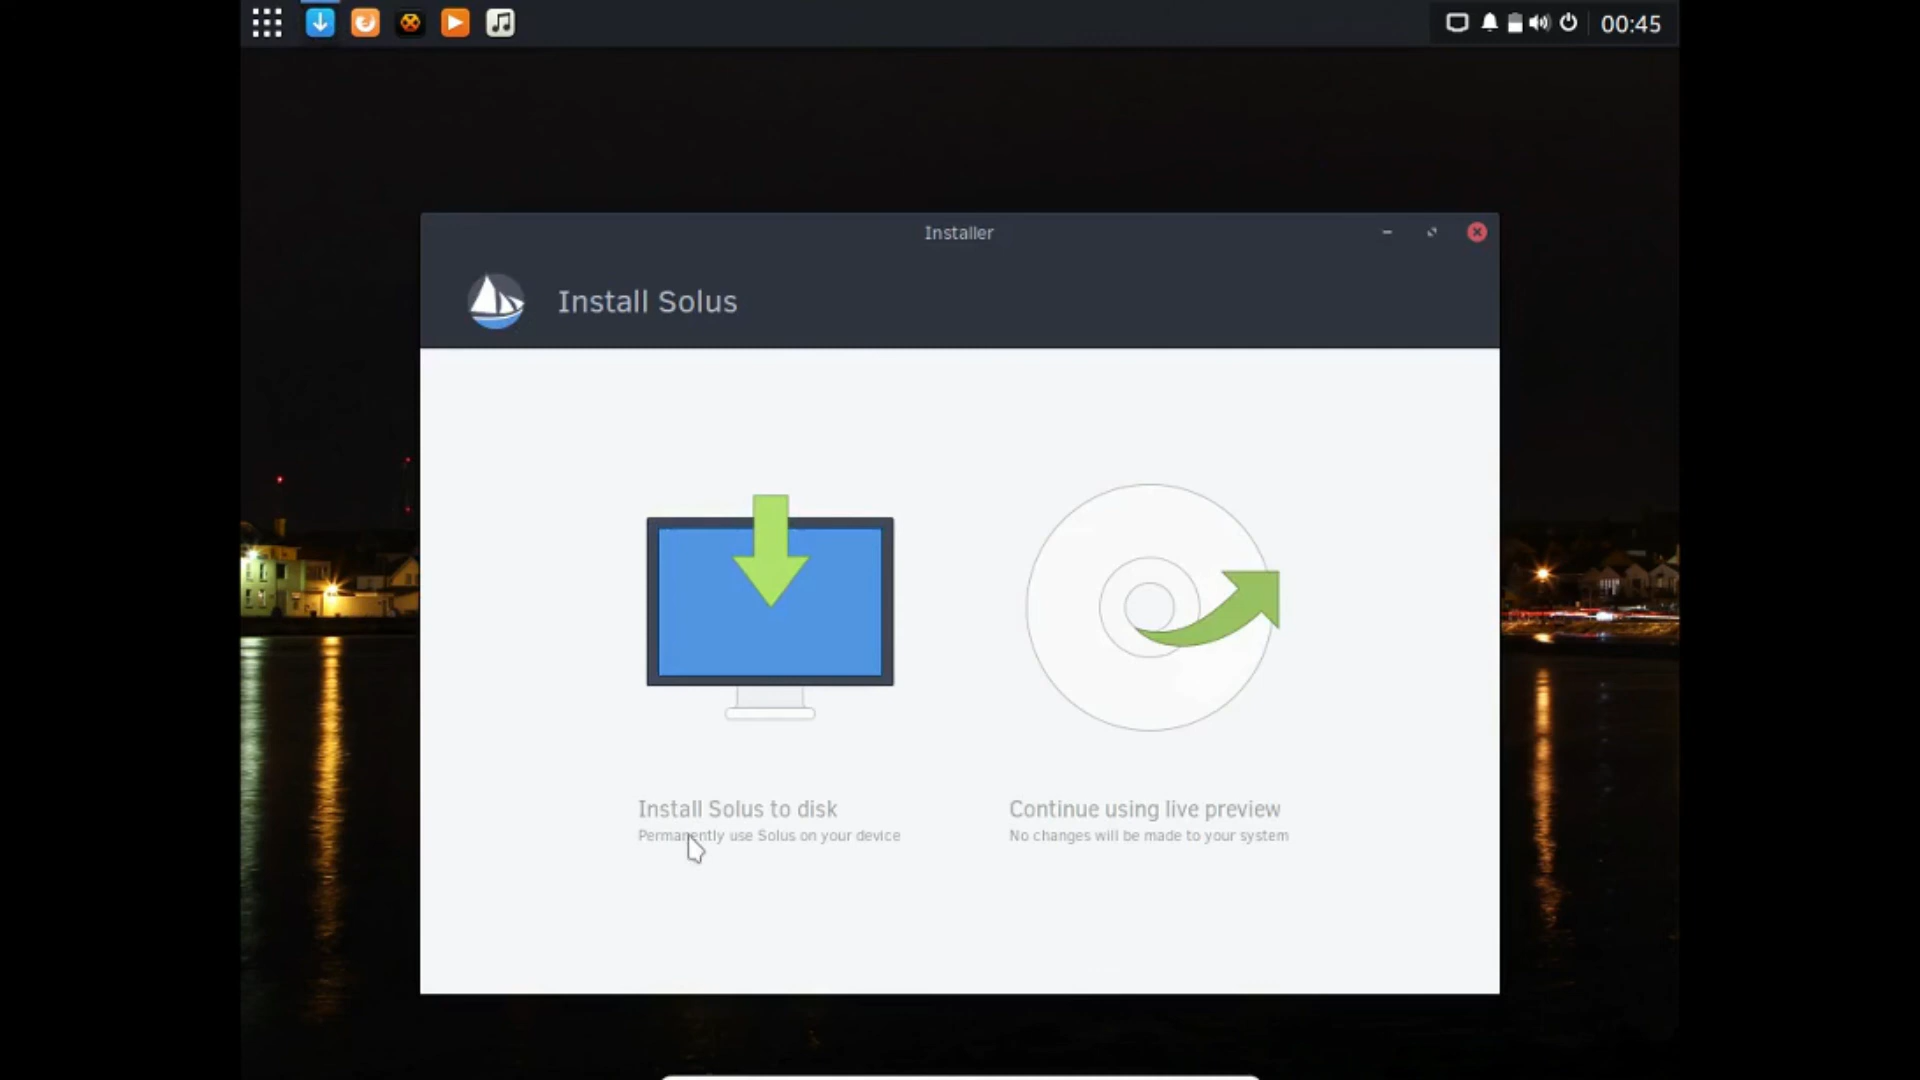 00:45
Installer
Install Solus
Install Solus to disk
Permanently use Solus on your device
Continue using live preview
No changes will be made to your system